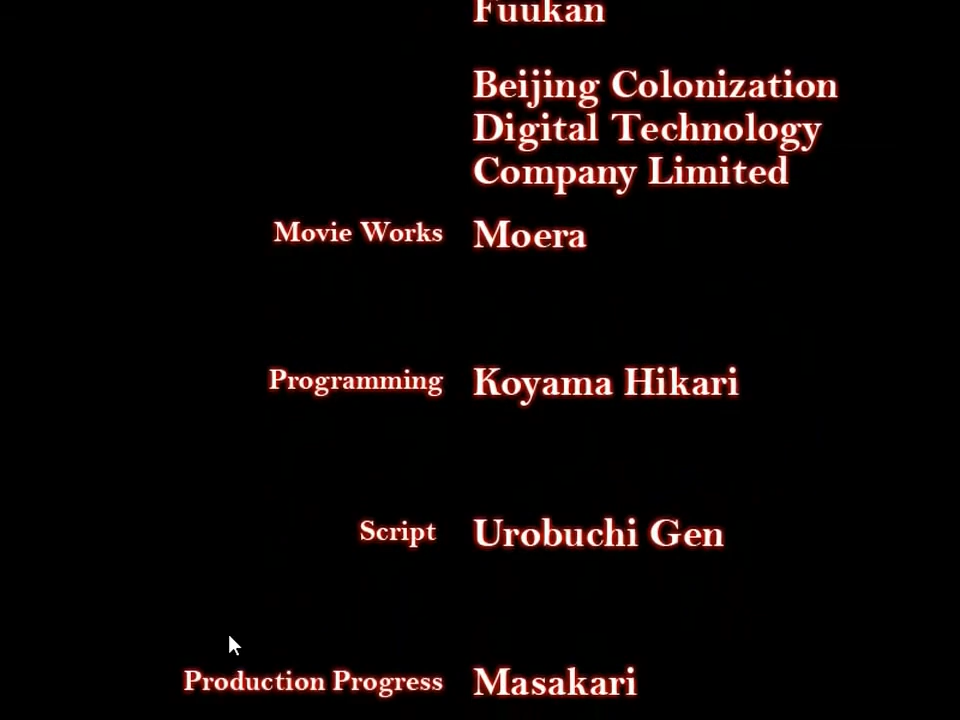 Fuukan
Beijing Colonization
Digital Technology
Company Limited
Movie Works Moera
Programming Koyama Hikari
Script Urobuchi Gen
Production Progress Masakari